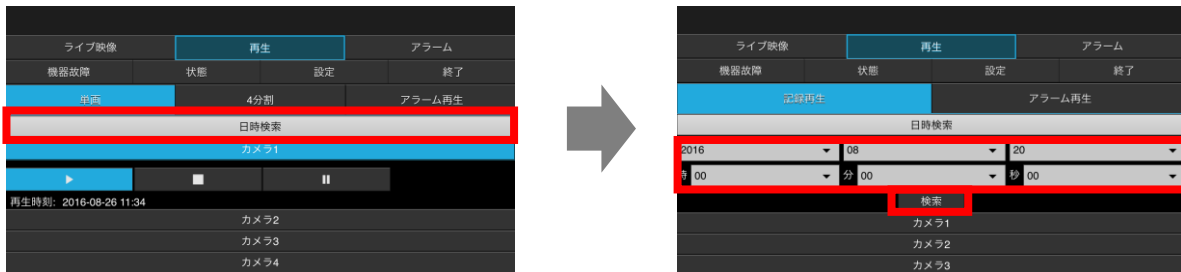 ライブ映像 再生 アラーム
機器故障 状態 設定 終了
単画 4分割 アラーム再生
日時検索
カメラ1
再生時刻: 2016-08-26 11:34
カメラ2
カメラ3
カメラ4
ライブ映像 再生 アラーム
機器故障 状態 設定 終了
記録再生 アラーム再生
日時検索
2016 08 20
時 00 分 00 秒 00
検索
カメラ1
カメラ2
カメラ3